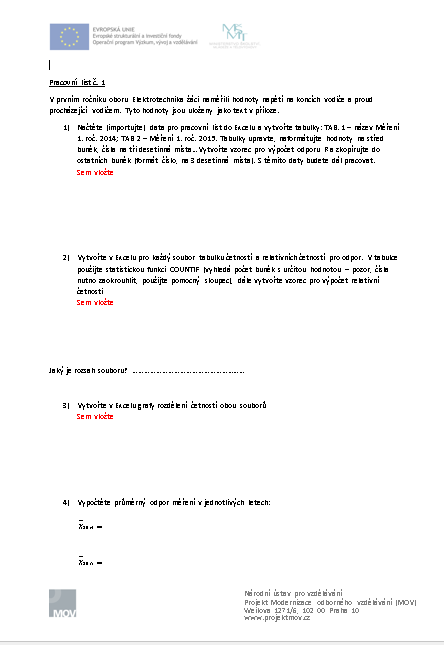 EVROPSKÁ UNIE
Evropské strukturální a investiční fondy
Operační program Výzkum, vývoj a vzdělávání
Pracovní list č. 1
V prvním ročníku oboru Elektrotechnika žáci naměřili hodnoty napětí na koncích vodiče a proud
procházející vodičem. Tyto hodnoty jsou uloženy jako text v příloze.
1) Načtěte (importujte) data pro pracovní list do Excelu a vytvořte tabulky: TAB. 1 – název Měření
1. roč. 2014; TAB 2 – Měření 1. roč. 2015. Tabulky upravte, naformátujte hodnoty na střed
buněk, čísla na tři desetinná místa.. Vytvořte vzorec pro výpočet odporu R a zkopírujte do
ostatních buněk (formát číslo, na 3 desetinná místa). S těmito daty budete dál pracovat.
Sem vložte
2) Vytvořte v Excelu pro každý soubor tabulku četností a relativních četností pro odpor. V tabulce
použijte statistickou funkci COUNTIF (vyhledá počet buněk s určitou hodnotou – pozor, čísla
nutno zaokrouhlit, použijte pomocný sloupec), dále vytvořte vzorec pro výpočet relativní
četnosti
Sem vložte
Jaký je rozsah souboru? ......................................................
3) Vytvořte v Excelu grafy rozdělení četností obou souborů
Sem vložte
4) Vypočtěte průměrný odpor měření v jednotlivých letech:
Národní ústav pro vzdělávání
Projekt Modernizace odborného vzdělávání (MOV)
Weilova 1271/6, 102 00 Praha 10
www.projektmov.cz
MOV